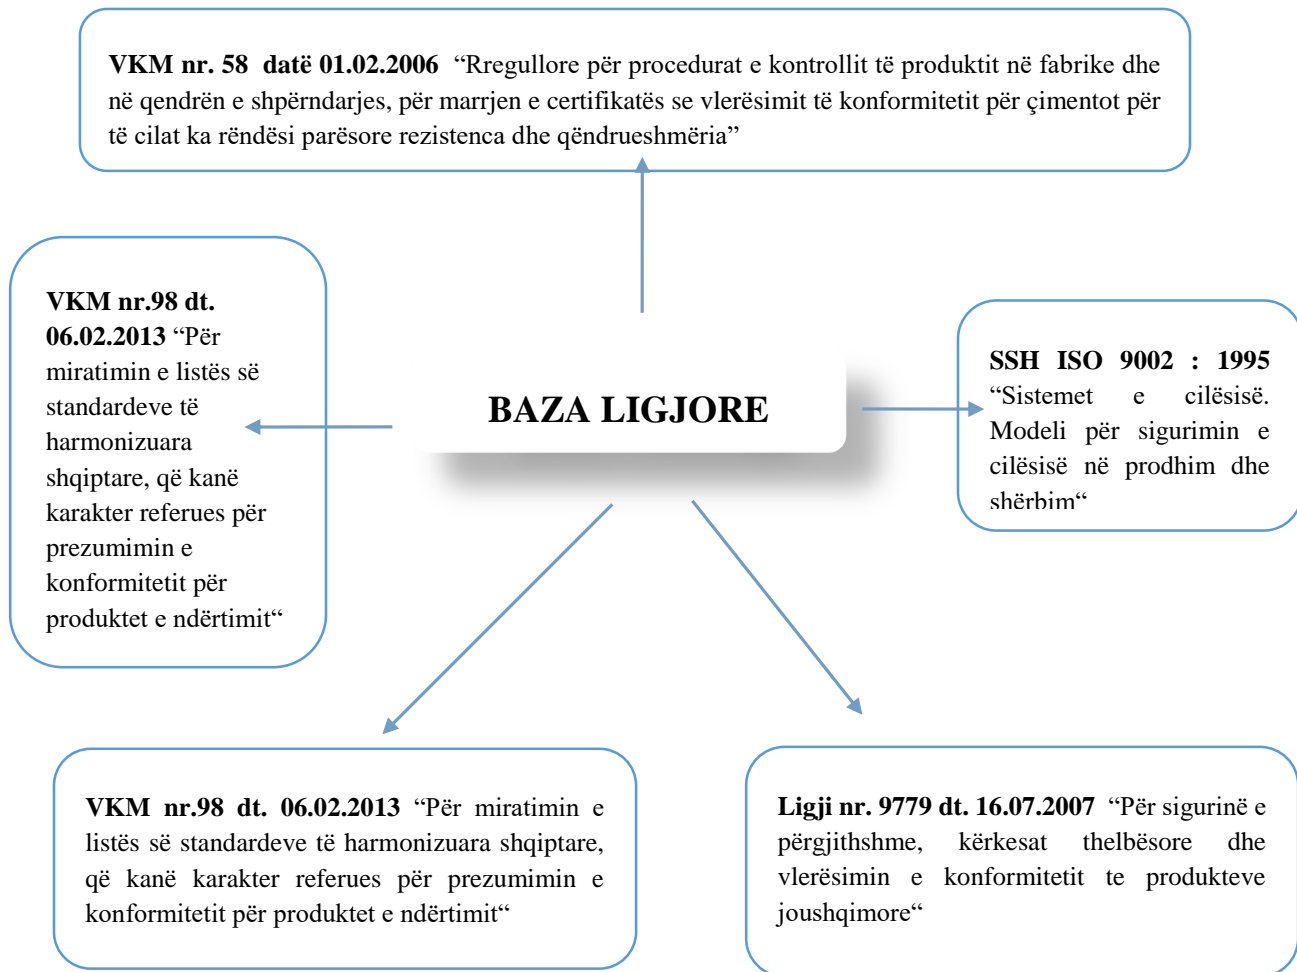 VKM nr. 58 datë 01.02.2006 “Rregullore për procedurat e kontrollit të produktit në fabrike dhe
në qendrën e shpërndarjes, për marrjen e certifikatës se vlerësimit të konformitetit për çimentot për
të cilat ka rëndësi parësore rezistenca dhe qëndrueshmëria”
VKM nr.98 dt.
06.02.2013 “Për
miratimin e listës së
standardeve të
harmonizuara
shqiptare, që kanë
karakter referues për
prezumimin e
konformitetit për
produktet e ndërtimit“
BAZA LIGJORE
SSH ISO 9002 : 1995
“Sistemet e cilësisë.
Modeli për sigurimin e
cilësisë në prodhim dhe
shërbim“
VKM nr.98 dt. 06.02.2013 “Për miratimin e
listës së standardeve të harmonizuara shqiptare,
që kanë karakter referues për prezumimin e
konformitetit për produktet e ndërtimit“
Ligji nr. 9779 dt. 16.07.2007 “Për sigurinë e
përgjithshme, kërkesat thelbësore dhe
vlerësimin e konformitetit te produkteve
joushqimore“